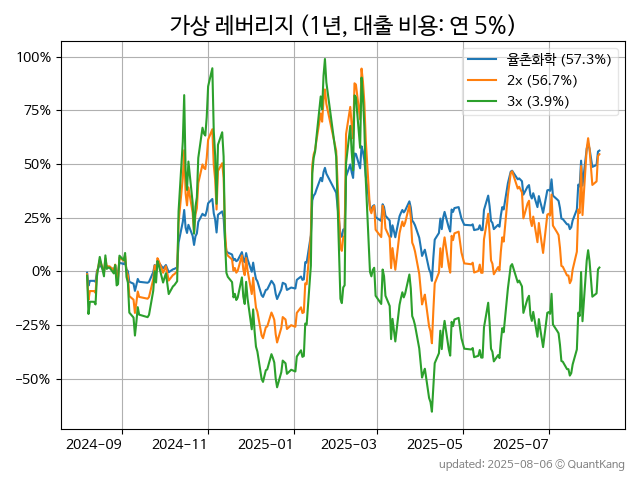 가상 레버리지 (1년, 대출 비용: 연 5%)
율촌화학 (57.3%)
2x (56.7%)
3x (3.9%)
100%
75%
50%
25%
0%
−25%
−50%
2024-09
2024-11
2025-01
2025-03
2025-05
2025-07
updated: 2025-08-06 © QuantKang